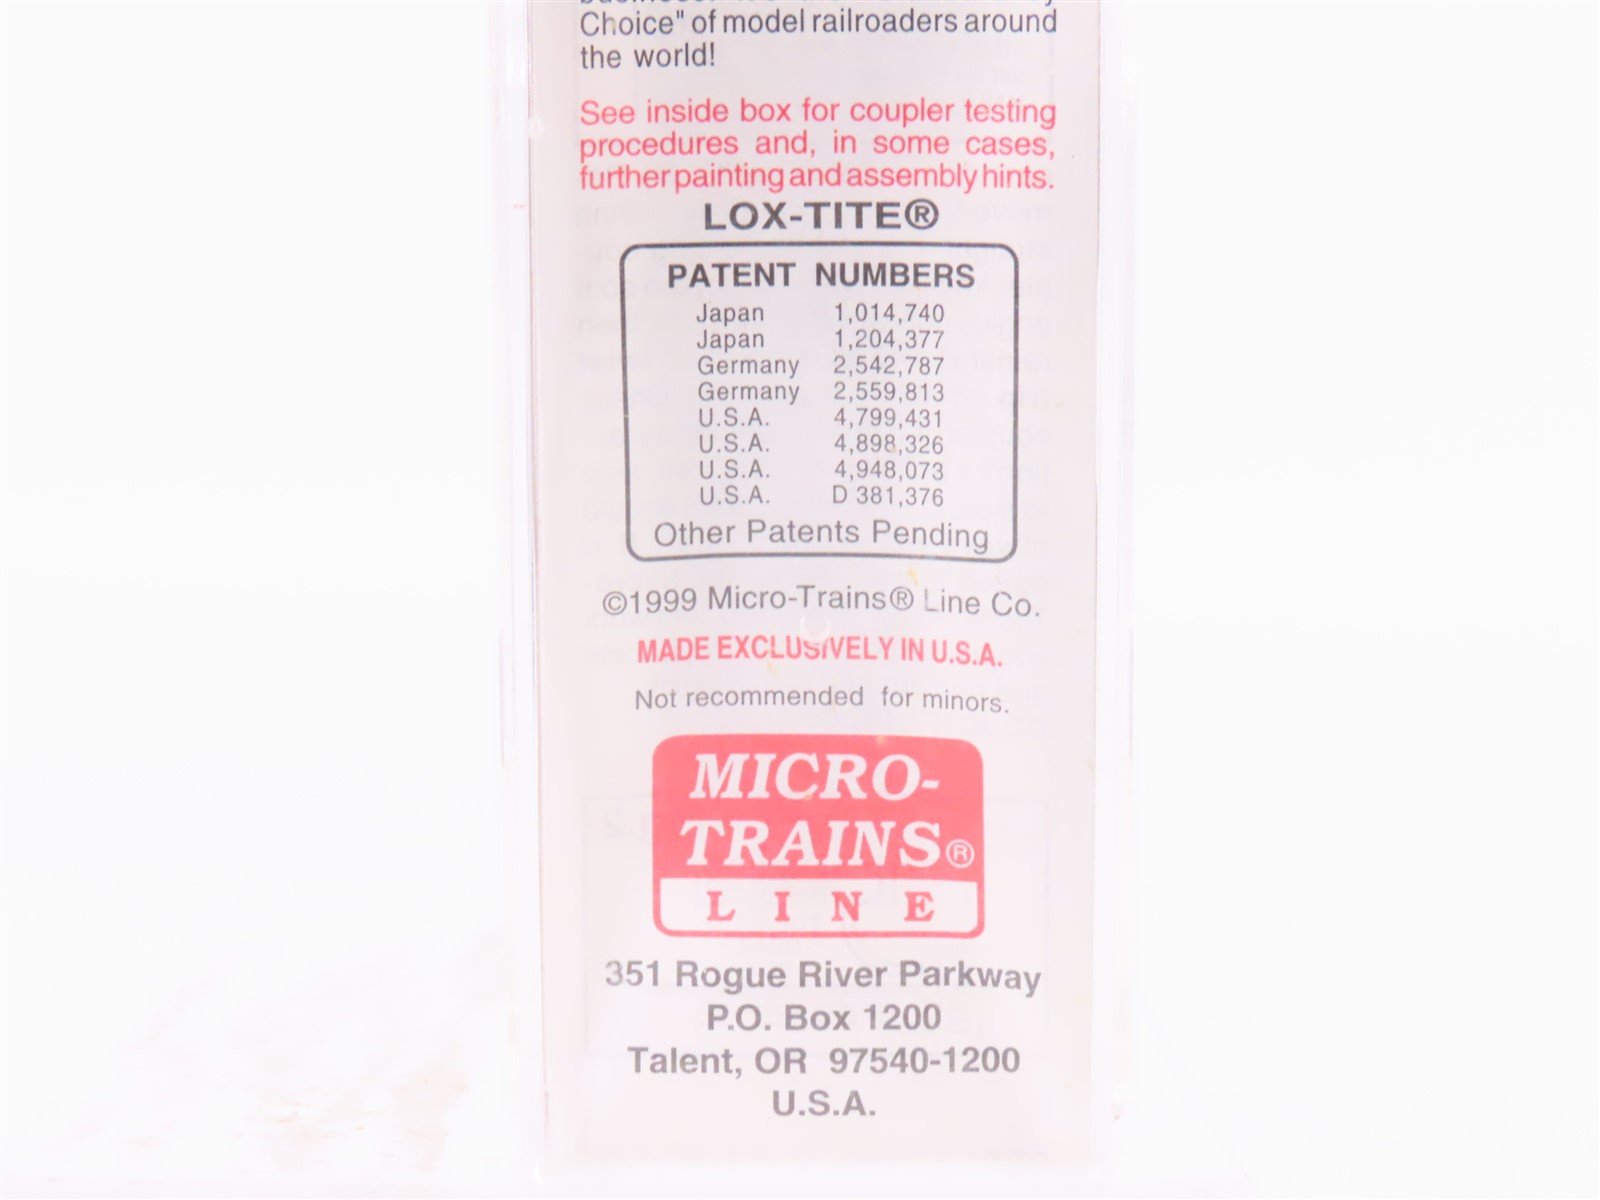 Choice" of model railroaders around
the world!
See inside box for coupler testing
procedures and, in some cases,
further painting and assembly hints.
LOX-TITE®
PATENT NUMBERS
Japan 1,014,740
Japan 1,204,377
Germany 2,542,787
Germany 2,559,813
U.S.A. 4,799,431
U.S.A. 4,898,326
U.S.A. 4,948,073
U.S.A. D 381,376
Other Patents Pending
©1999 Micro-Trains® Line Co.
MADE EXCLUSIVELY IN U.S.A.
Not recommended for minors.
MICRO-
TRAINS®
LINE
351 Rogue River Parkway
P.O. Box 1200
Talent, OR 97540-1200
U.S.A.